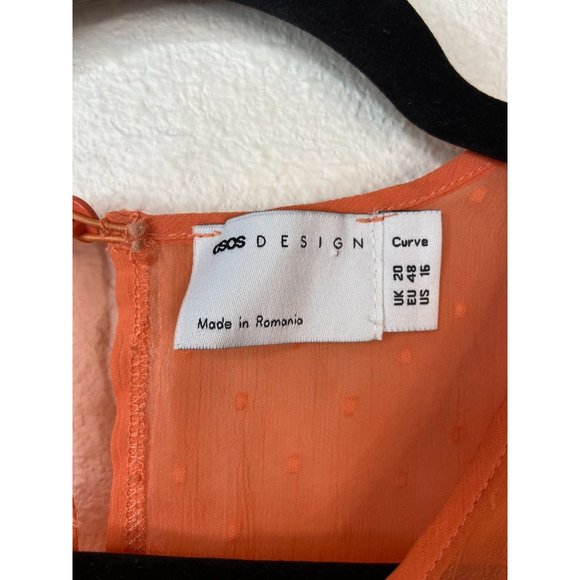 asos DESIGN
Made in Romania
Curve
UK 20
EU 48
US 16